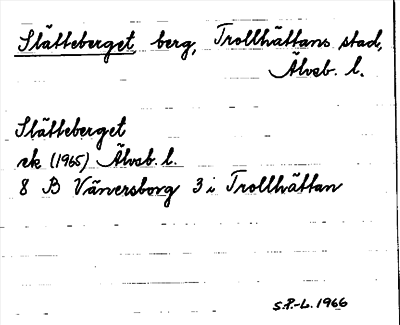 Slätteberget, berg, Trollhättans stad,
Älvsb. l.
Slätteberget
ek (1965) Älvsb. l.
8 B Vänersborg 3 i Trollhättan
S.P.-L. 1966